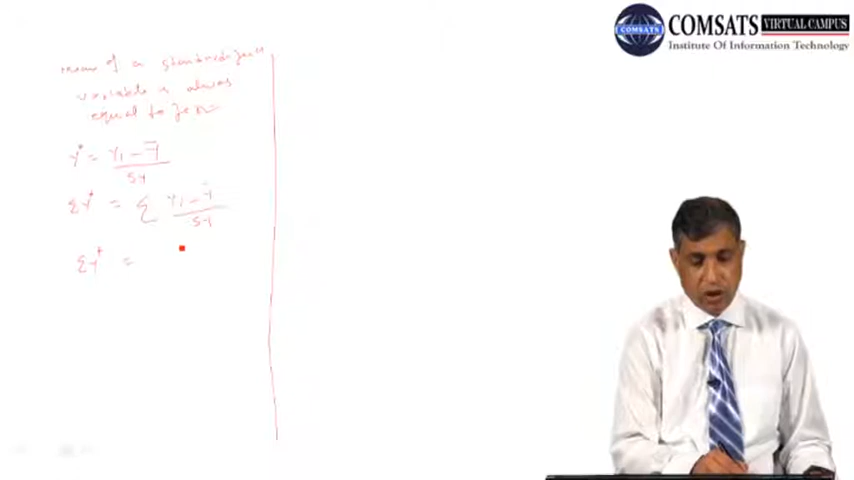 COMSATS VIRTUAL CAMPUS
Institute Of Information Technology
mean of a standardized
variable is always
equal to zero
Y* = Yi - Ȳ / SY
ΣY* = Σ Yi - Ȳ / SY
ΣY* =